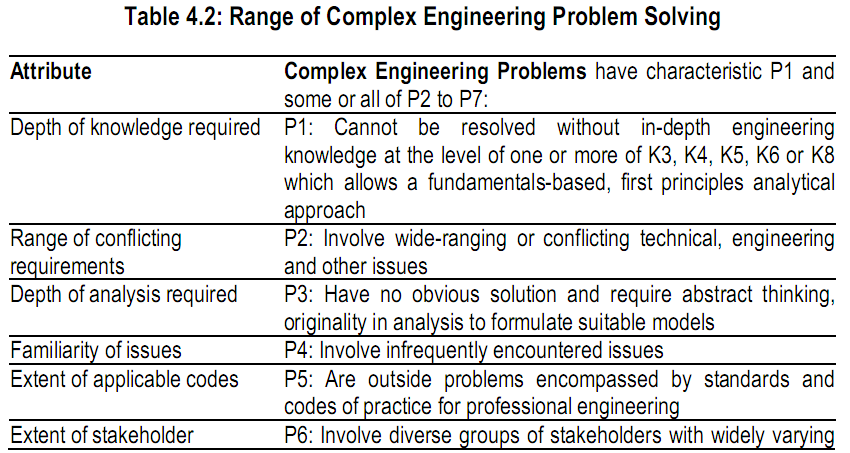 Table 4.2: Range of Complex Engineering Problem Solving
Attribute Complex Engineering Problems have characteristic P1 and
some or all of P2 to P7:
Depth of knowledge required P1: Cannot be resolved without in-depth engineering
knowledge at the level of one or more of K3, K4, K5, K6 or K8
which allows a fundamentals-based, first principles analytical
approach
Range of conflicting P2: Involve wide-ranging or conflicting technical, engineering
requirements and other issues
Depth of analysis required P3: Have no obvious solution and require abstract thinking,
originality in analysis to formulate suitable models
Familiarity of issues P4: Involve infrequently encountered issues
Extent of applicable codes P5: Are outside problems encompassed by standards and
codes of practice for professional engineering
Extent of stakeholder P6: Involve diverse groups of stakeholders with widely varying